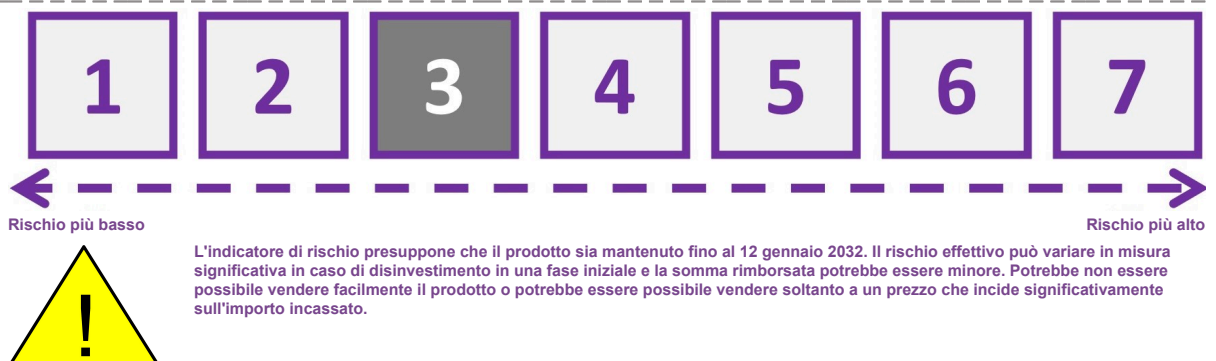 1 2 3 4 5 6 7
Rischio più basso Rischio più alto
L'indicatore di rischio presuppone che il prodotto sia mantenuto fino al 12 gennaio 2032. Il rischio effettivo può variare in misura
significativa in caso di disinvestimento in una fase iniziale e la somma rimborsata potrebbe essere minore. Potrebbe non essere
possibile vendere facilmente il prodotto o potrebbe essere possibile vendere soltanto a un prezzo che incide significativamente
sull'importo incassato.
!